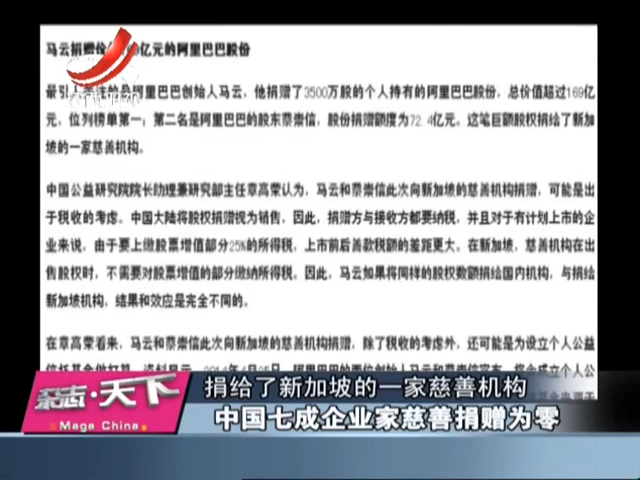 马云捐赠价亿元的阿里巴巴股份
最引人的是阿里巴巴创始人马云，他捐赠了3500万股的个人持有的阿里巴巴股份，总价值超过169亿
元，位列榜单第一；第二名是阿里巴巴的股东蔡崇信，股份捐赠额度为72.4亿元。这笔巨额股权捐给了新加
坡的一家慈善机构。
中国公益研究院院长助理兼研究部主任章高荣认为，马云和蔡崇信此次向新加坡的慈善机构捐赠，可能是出
于税收的考虑。中国大陆将股权捐赠视为销售，因此，捐赠方与接收方都要纳税，并且对于有计划上市的企
业来说，由于要上缴股票增值部分25%的所得税，上市前后善款税额的差距更大。在新加坡，慈善机构在出
售股权时，不需要对股票增值的部分缴纳所得税。因此，马云如果将同样的股权数额捐给国内机构，与捐给
新加坡机构，结果和效应是完全不同的。
在章高荣看来，马云和蔡崇信此次向新加坡的慈善机构捐赠，除了税收的考虑外，还可能是为设立个人公益
杂志·天下
Maga China
捐给了新加坡的一家慈善机构
中国七成企业家慈善捐赠为零